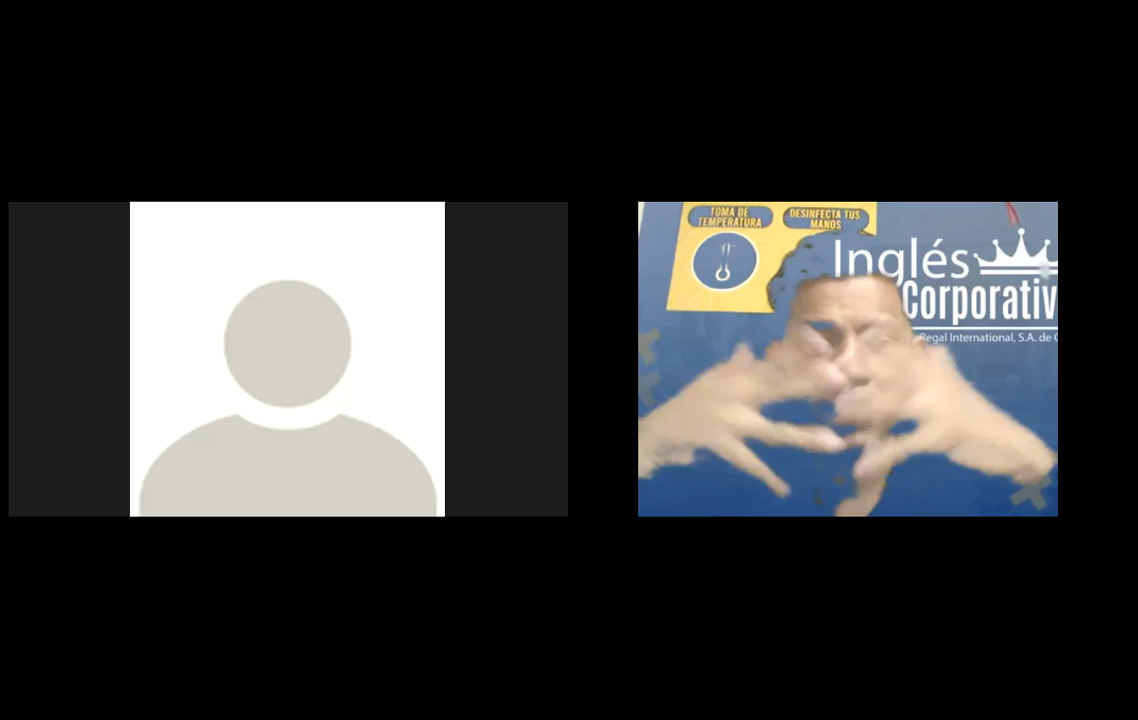 TOMA DE
TEMPERATURA
DESINFECTA TUS
MANOS
Inglés
Corporativ
Regal International, S.A. de C